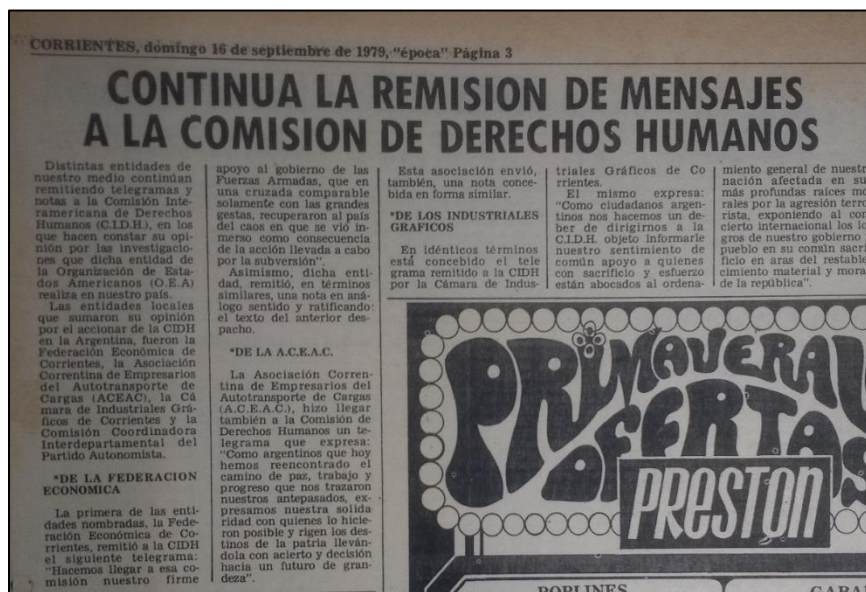 CORRIENTES, domingo 16 de septiembre de 1979, "época" Página 3
CONTINUA LA REMISION DE MENSAJES
A LA COMISION DE DERECHOS HUMANOS
Distintas entidades de
nuestro medio continúan
remitiendo telegramas y
notas a la Comisión Inte-
ramericana de Derechos
Humanos (C.I.D.H.), en los
que hacen constar su opi-
nión por las investigacio-
nes que dicha entidad de
la Organización de Esta-
dos Americanos (O.E.A)
realiza en nuestro país.
Las entidades locales
que sumaron su opinión
por el accionar de la CIDH
en la Argentina, fueron la
Federación Económica de
Corrientes, la Asociación
Correntina de Empresarios
del Autotransporte de
Cargas (ACEAC), la Cá
mara de Industriales Grá-
ficos de Corrientes y la
Comisión Coordinadora
Interdepartamental del
Partido Autonomista.
*DE LA FEDERACION
ECONOMICA
La primera de las enti-
dades nombradas, la Fede-
ración Económica de Co-
rrientes, remitió a la CIDH
el siguiente telegrama:
"Hacemos llegar a esa co-
misión nuestro firme
apoyo al gobierno de las
Fuerzas Armadas, que en
una cruzada comparable
solamente con las grandes
gestas, recuperaron al país
del caos en que se vió in-
merso como consecuencia
de la acción llevada a cabo
por la subversión".
Asimismo, dicha enti-
dad, remitió, en términos
similares, una nota en aná-
logo sentido y ratificando:
el texto del anterior des-
pacho.
*DE LA A.C.E.A.C.
La Asociación Corren-
tina de Empresarios del
Autotransporte de Cargas
(A.C.E.A.C.), hizo llegar
también a la Comisión de
Derechos Humanos un te-
legrama que expresa:
"Como argentinos que hoy
hemos reencontrado el
camino de paz, trabajo y
progreso que nos trazaron
nuestros antepasados, ex-
presamos nuestra solida
ridad con quienes lo hicie-
ron posible y rigen los des-
tinos de la patria lleván-
dola con acierto y decisión
hacia un futuro de gran-
deza".
Esta asociación envió,
también, una nota conce-
bida en forma similar.
*DE LOS INDUSTRIALES
GRAFICOS
En idénticos términos
está concebido el tele
grama remitido a la CIDH
por la Cámara de Indus-
triales Gráficos de Co
rrientes.
El mismo expresa:
"Como ciudadanos argen-
tinos nos hacemos un de-
ber de dirigirnos a la
C.I.D.H. objeto informarle
nuestro sentimiento de
común apoyo a quienes
con sacrificio y esfuerzo
están abocados al ordena-
miento general de nuestr
nación afectada en su
más profundas raíces mo
rales por la agresión terro
rista, exponiendo al con
cierto internacional los lo
gros de nuestro gobierno
pueblo en su común sacr
ficio en aras del restable
cimiento material y mora
de la república".
PRIMAVERAL
OFERTAS
PRESTON
POPLINES
GABA